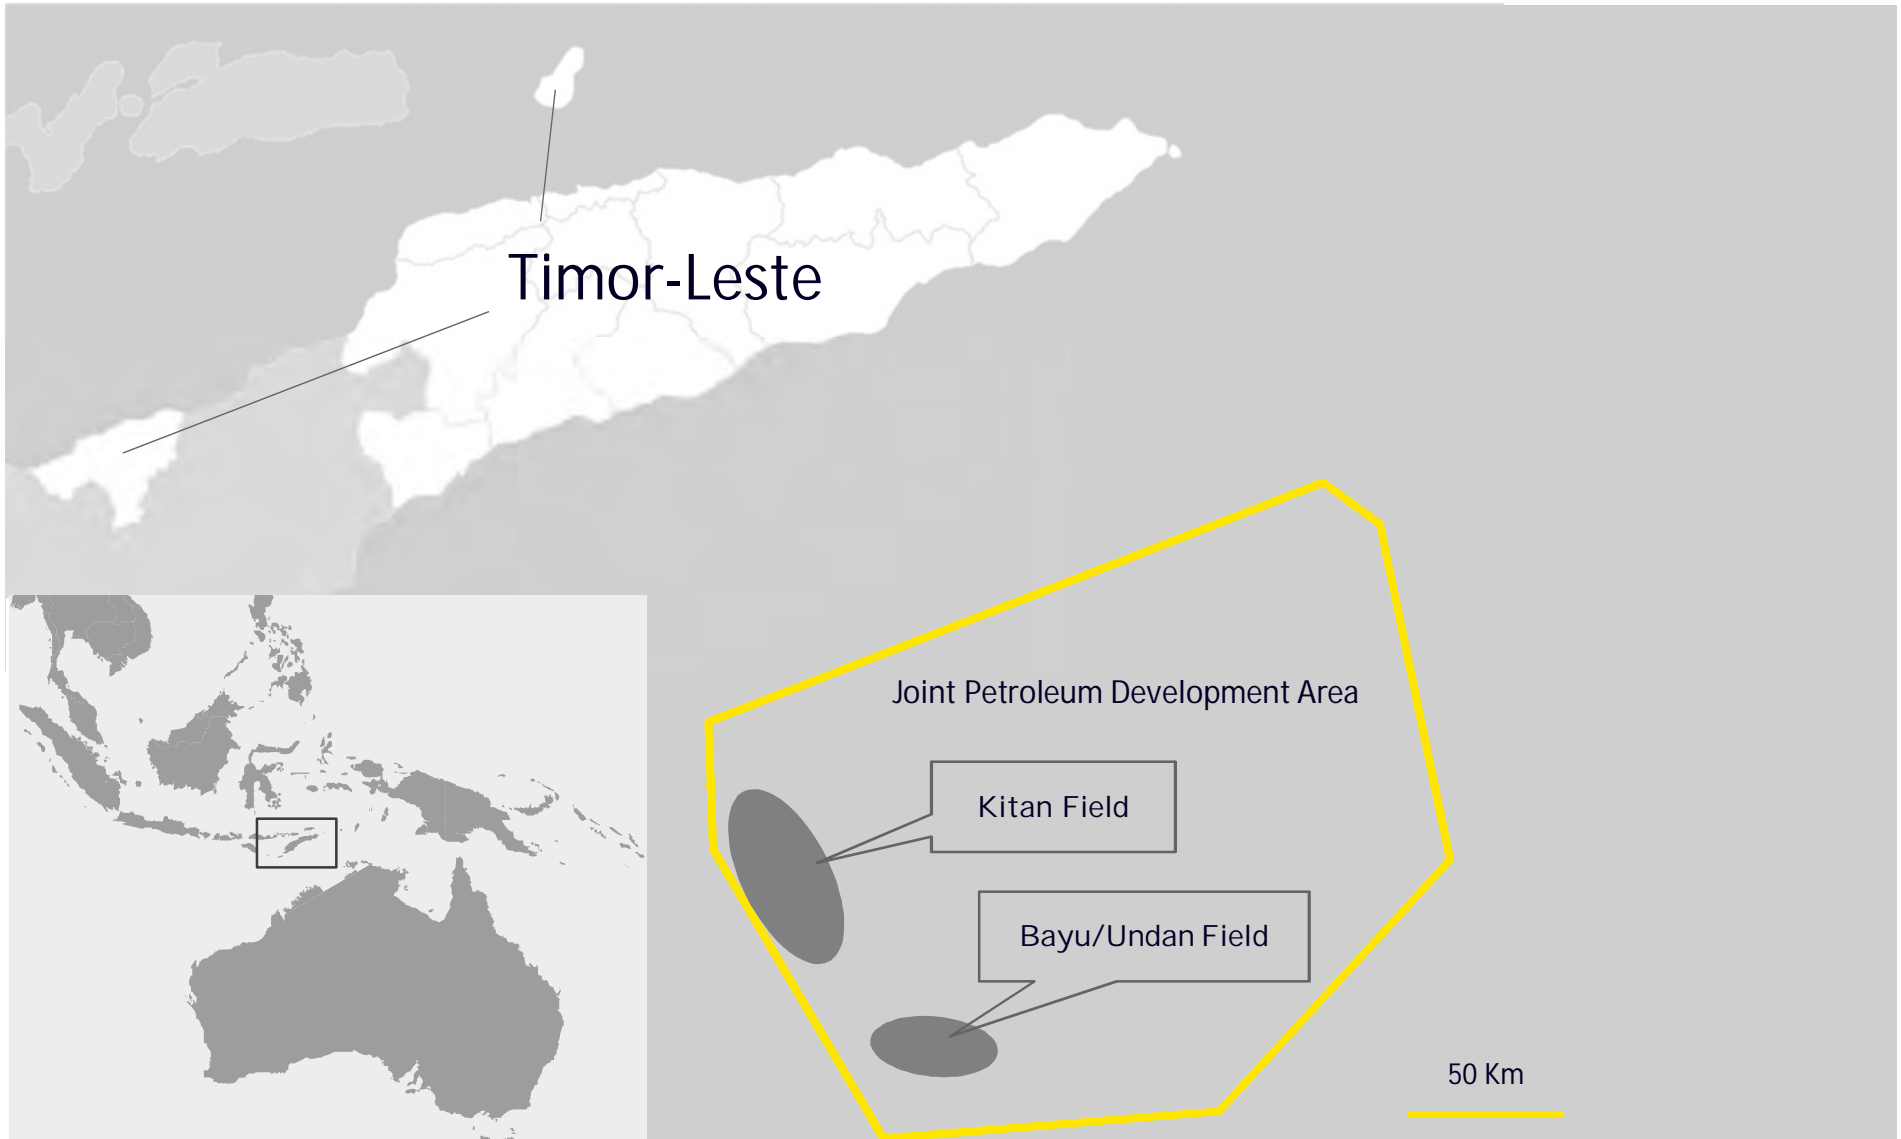 Timor-Leste
Joint Petroleum Development Area
Kitan Field
Bayu/Undan Field
50 Km